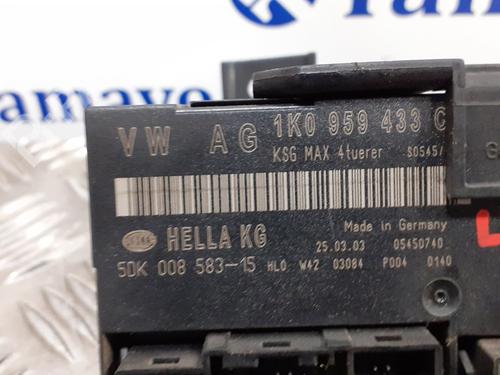 VW AG 1K0 959 433 C
KSG MAX 4tuerer S0545/
Made in Germany
HELLA KG 25.03.03 05450740
5DK 008 583-15 HL0 W42 03084 P004 0140